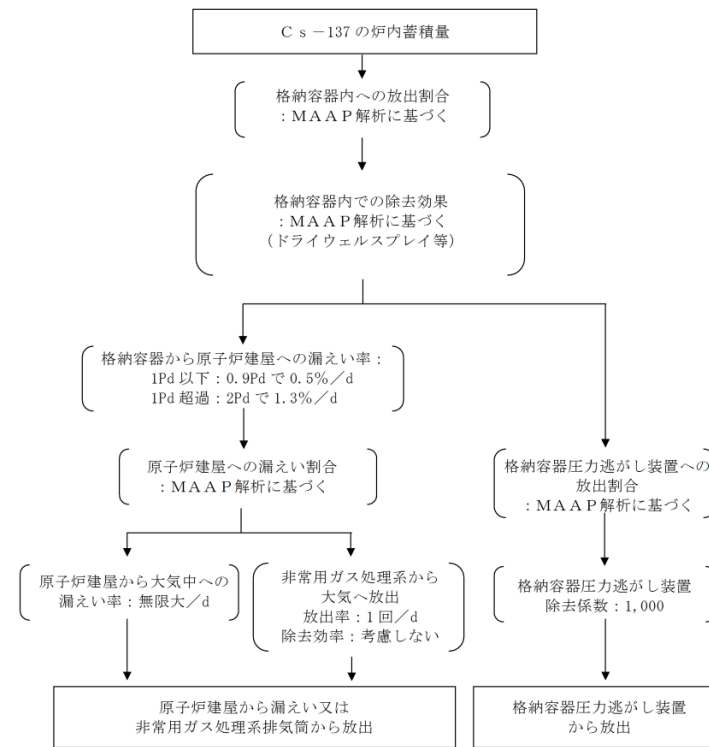 Ｃｓ－137 の炉内蓄積量
格納容器内への放出割合
：ＭＡＡＰ解析に基づく
格納容器内での除去効果
：ＭＡＡＰ解析に基づく
（ドライウェルスプレイ等）
格納容器から原子炉建屋への漏えい率：
1Pd 以下：0.9Pd で 0.5％／d
1Pd 超過：2Pd で 1.3％／d
原子炉建屋への漏えい割合
：ＭＡＡＰ解析に基づく
格納容器圧力逃がし装置への
放出割合
：ＭＡＡＰ解析に基づく
原子炉建屋から大気中への
漏えい率：無限大／d
非常用ガス処理系から
大気へ放出
放出率：１回／d
除去効率：考慮しない
格納容器圧力逃がし装置
除去係数：1,000
原子炉建屋から漏えい又は
非常用ガス処理系排気筒から放出
格納容器圧力逃がし装置
から放出